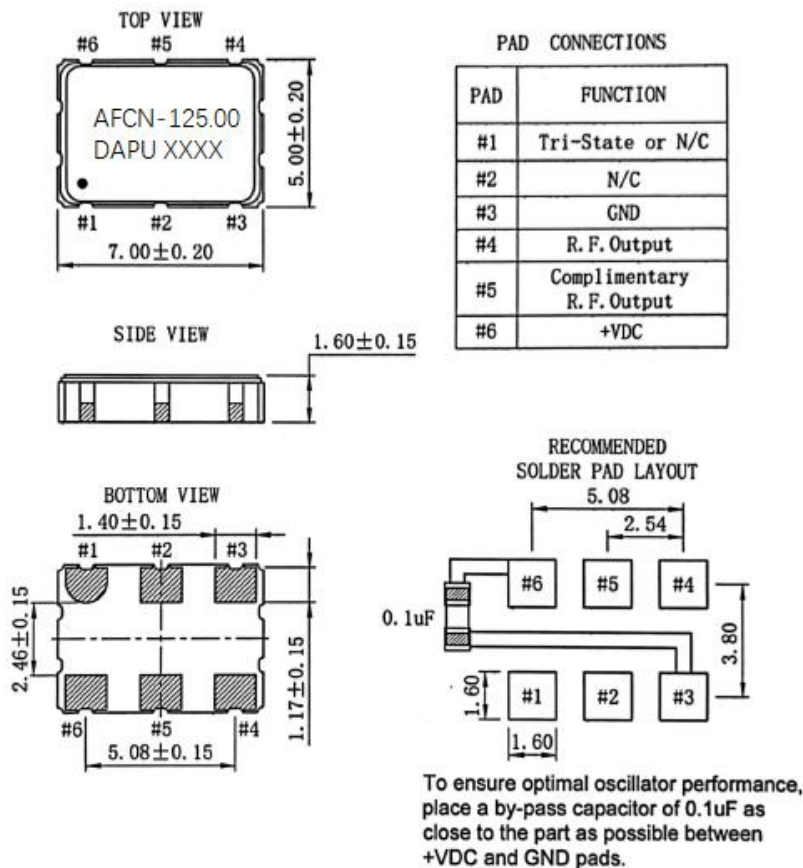 TOP VIEW
#6 #5 #4
AFCN-125.00
DAPU XXXX
#1 #2 #3
5.00±0.20
7.00±0.20
PAD CONNECTIONS
PAD FUNCTION
#1 Tri-State or N/C
#2 N/C
#3 GND
#4 R.F.Output
#5 Complimentary
R.F.Output
#6 +VDC
SIDE VIEW
1.60±0.15
BOTTOM VIEW
1.40±0.15
#1 #2 #3
2.46±0.15
1.17±0.15
#6 #5 #4
5.08±0.15
RECOMMENDED
SOLDER PAD LAYOUT
5.08
2.54
#6 #5 #4
0.1uF
3.80
1.60
#1 #2 #3
1.60
To ensure optimal oscillator performance,
place a by-pass capacitor of 0.1uF as
close to the part as possible between
+VDC and GND pads.